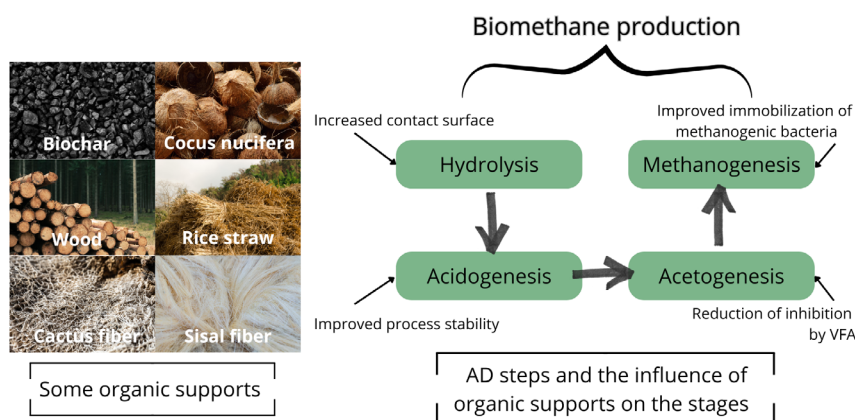 Biomethane production
Biochar
Cocus nucifera
Wood
Rice straw
Cactus fiber
Sisal fiber
Some organic supports
Increased contact surface
Improved immobilization of
methanogenic bacteria
Hydrolysis
Methanogenesis
Acidogenesis
Acetogenesis
Improved process stability
Reduction of inhibition
by VFA
AD steps and the influence of
organic supports on the stages